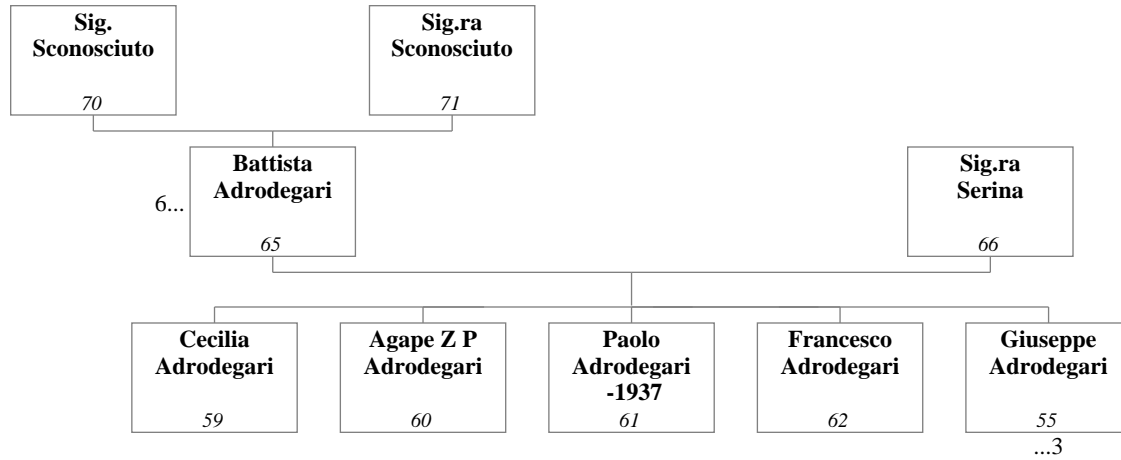 Sig.
Sconosciuto
70
Sig.ra
Sconosciuto
71
6...
Battista
Adrodegari
65
Sig.ra
Serina
66
Cecilia
Adrodegari
59
Agape Z P
Adrodegari
60
Paolo
Adrodegari
-1937
61
Francesco
Adrodegari
62
Giuseppe
Adrodegari
55
...3